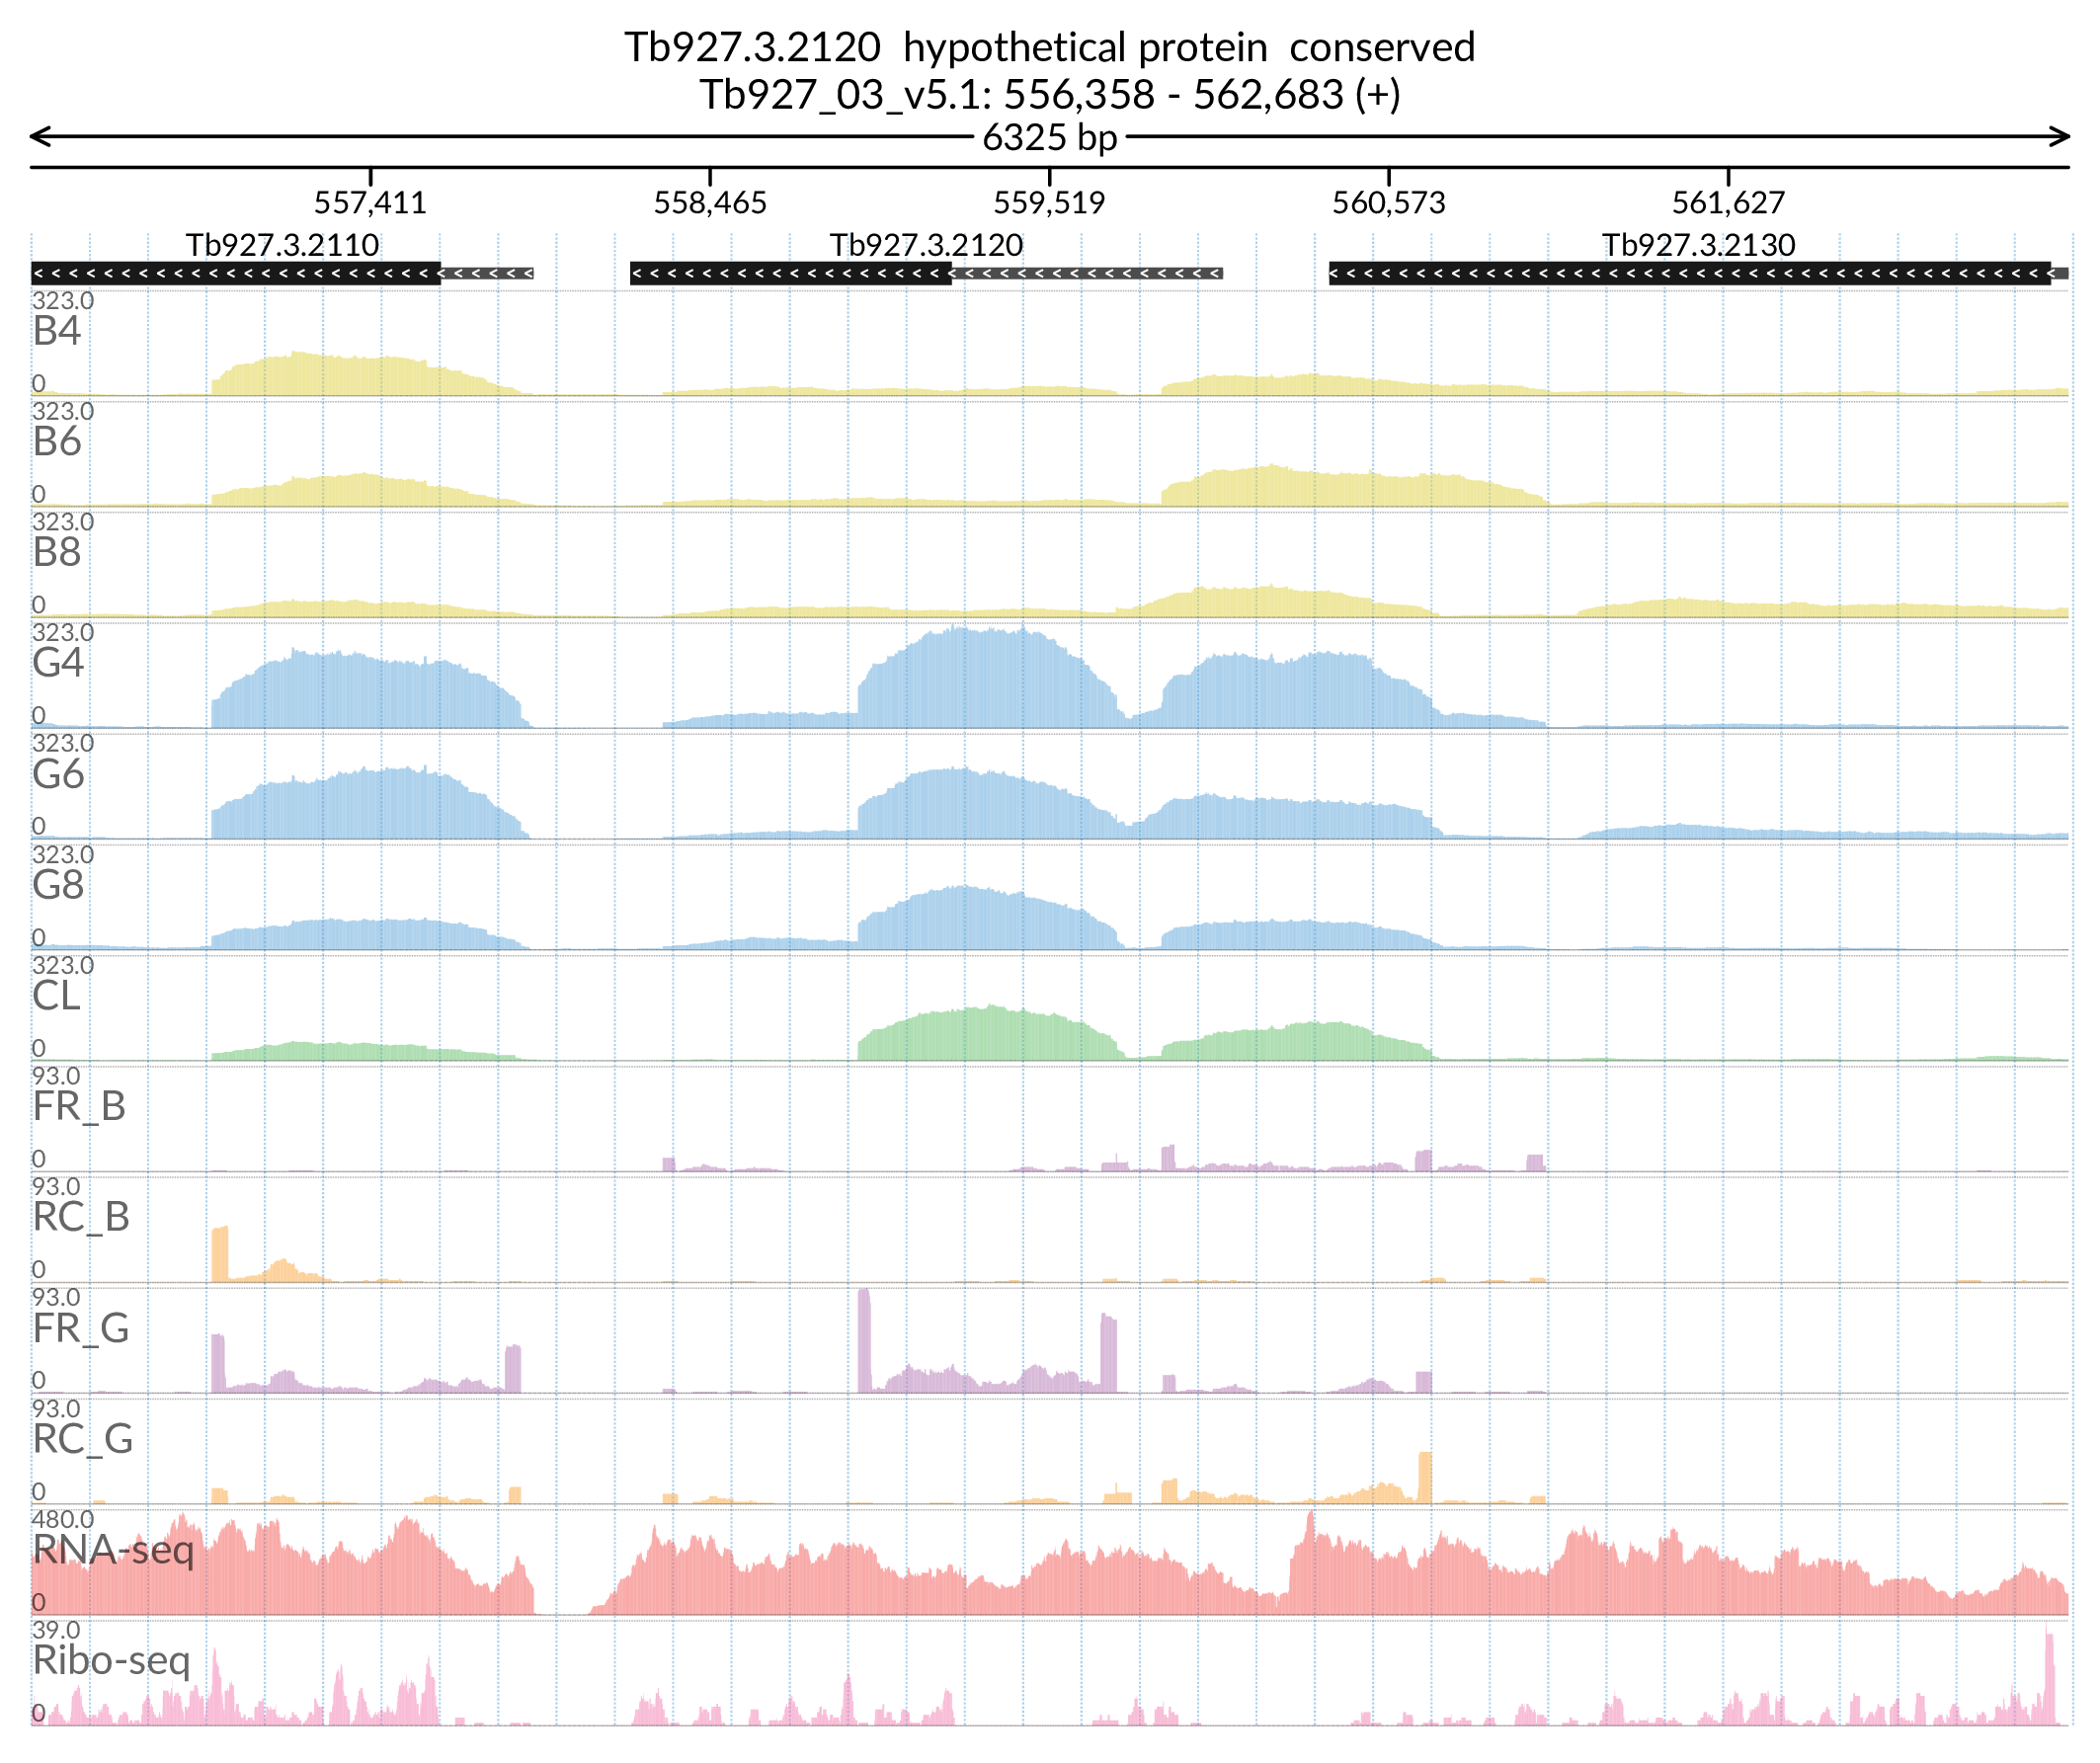 Tb927.3.2120  hypothetical protein  conserved
Tb927_03_v5.1: 556,358 - 562,683 (+)
6325 bp
557,411 558,465 559,519 560,573 561,627
Tb927.3.2110 Tb927.3.2120 Tb927.3.2130
323.0
B4
0
323.0
B6
0
323.0
B8
0
323.0
G4
0
323.0
G6
0
323.0
G8
0
323.0
CL
0
93.0
FR_B
0
93.0
RC_B
0
93.0
FR_G
0
93.0
RC_G
0
480.0
RNA-seq
0
39.0
Ribo-seq
0